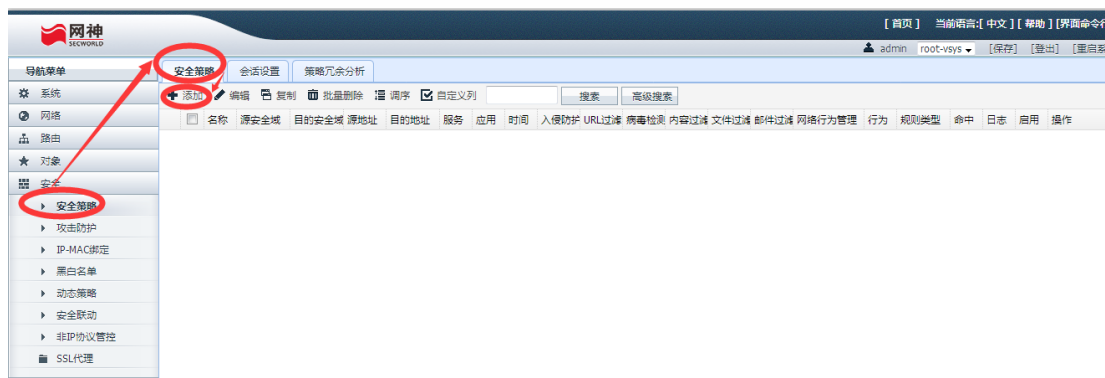 网神
SECWORLD
[ 首页 ] 当前语言:[ 中文 ] [ 帮助 ] [界面命令行
admin root-vsys [保存] [登出] [重启系
导航菜单
安全策略 会话设置 策略冗余分析
系统
添加 编辑 复制 批量删除 调序 自定义列 搜索 高级搜索
网络
名称 源安全域 目的安全域 源地址 目的地址 服务 应用 时间 入侵防护 URL过滤 病毒检测 内容过滤 文件过滤 邮件过滤 网络行为管理 行为 规则类型 命中 日志 启用 操作
路由
对象
安全
安全策略
攻击防护
IP-MAC绑定
黑白名单
动态策略
安全联动
非IP协议管控
SSL代理